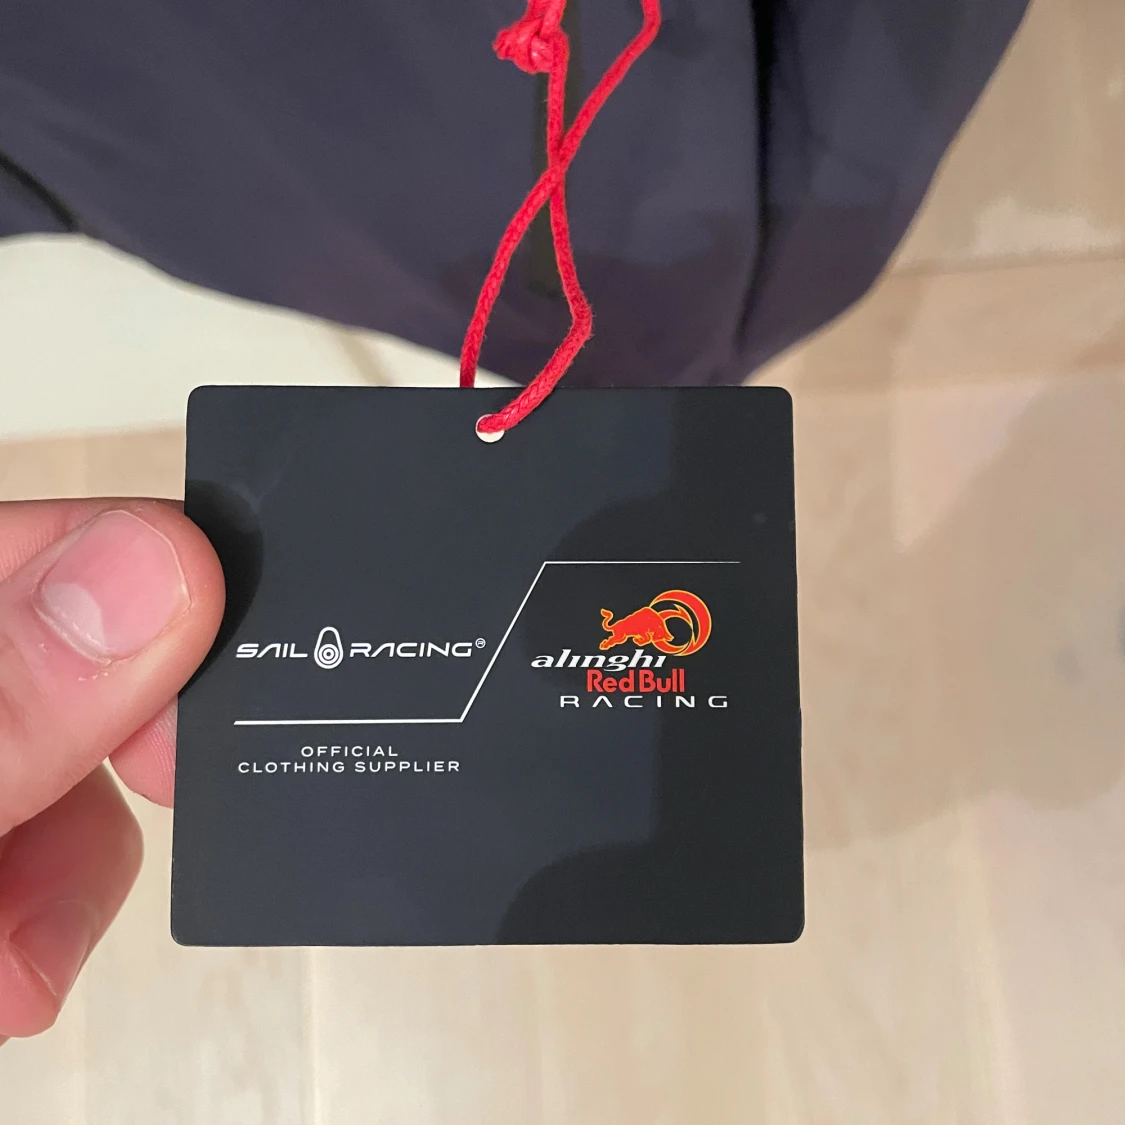 SAIL RACING®
OFFICIAL
CLOTHING SUPPLIER
alinghi
Red Bull
RACING